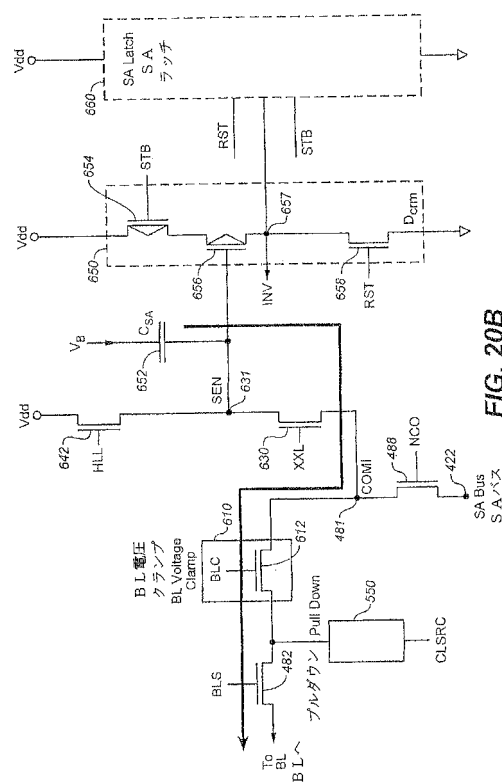 Vdd
660
SA Latch
S A
ラッチ
RST
STB
Vdd
654
STB
650
656
657
INV
658
RST
Dcrm
VB
CSA
652
SEN
631
Vdd
642
HLL
630
XXL
COMI
481
488
NCO
422
SA Bus
S Aバス
BL電圧
クランプ
BL Voltage
Clamp
610
612
BLC
BLS
482
Pull Down
プルダウン
550
CLSRC
To
BL
BLへ
FIG. 20B